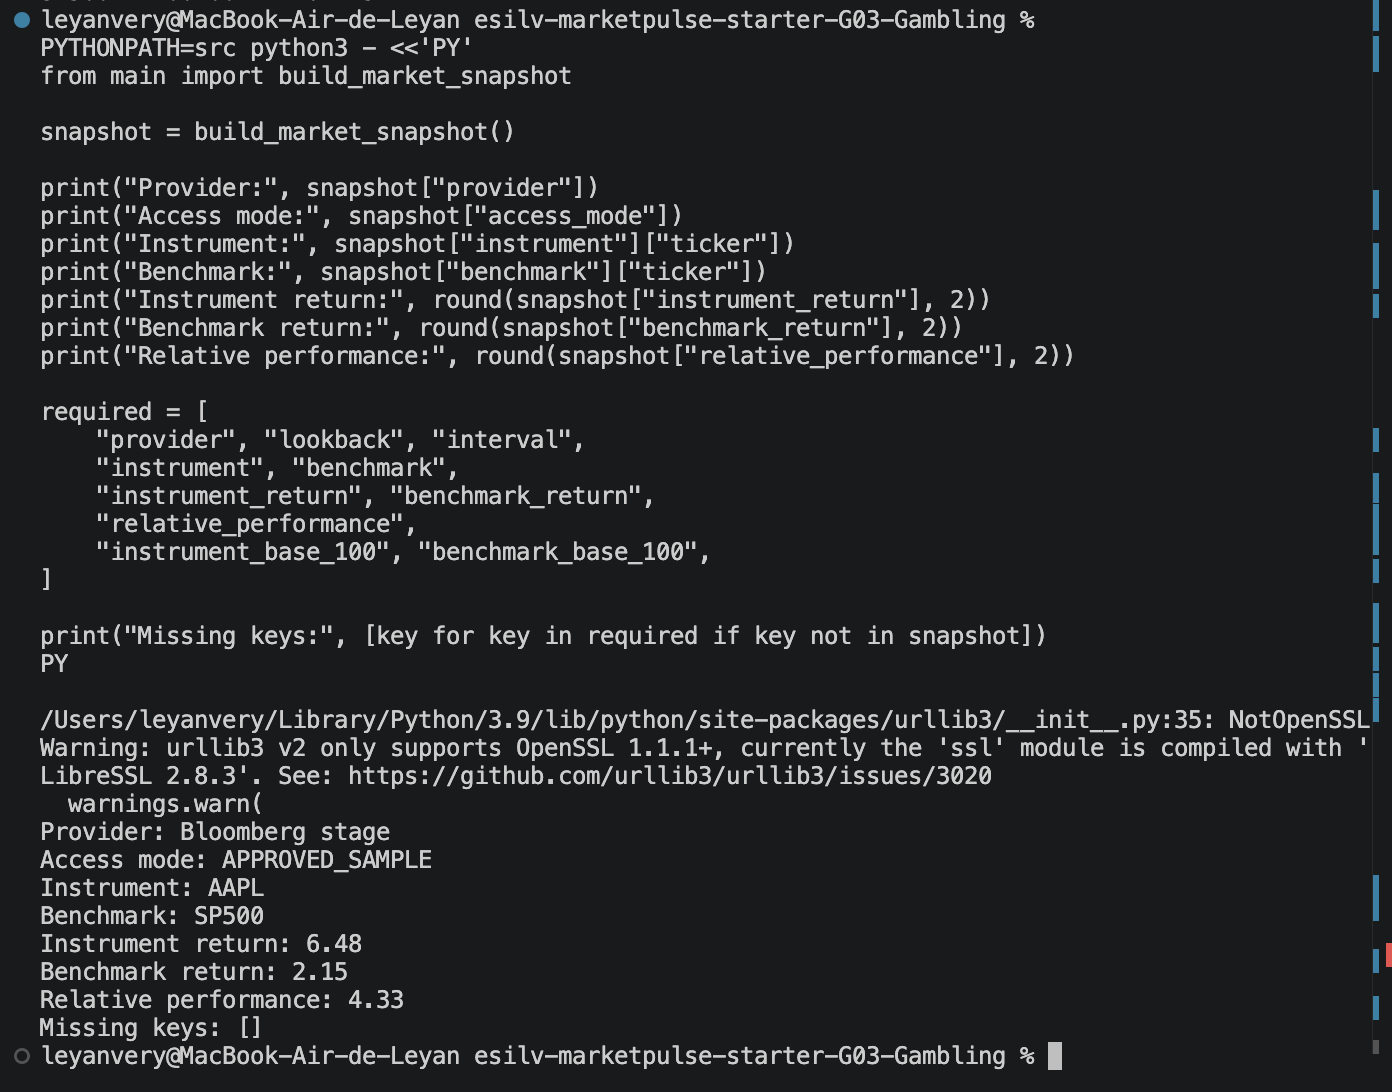 leyanvery@MacBook-Air-de-Leyan esilv-marketpulse-starter-G03-Gambling %
PYTHONPATH=src python3 - <<'PY'
from main import build_market_snapshot

snapshot = build_market_snapshot()

print("Provider:", snapshot["provider"])
print("Access mode:", snapshot["access_mode"])
print("Instrument:", snapshot["instrument"]["ticker"])
print("Benchmark:", snapshot["benchmark"]["ticker"])
print("Instrument return:", round(snapshot["instrument_return"], 2))
print("Benchmark return:", round(snapshot["benchmark_return"], 2))
print("Relative performance:", round(snapshot["relative_performance"], 2))

required = [
    "provider", "lookback", "interval",
    "instrument", "benchmark",
    "instrument_return", "benchmark_return",
    "relative_performance",
    "instrument_base_100", "benchmark_base_100",
]

print("Missing keys:", [key for key in required if key not in snapshot])
PY

/Users/leyanvery/Library/Python/3.9/lib/python/site-packages/urllib3/__init__.py:35: NotOpenSSL
Warning: urllib3 v2 only supports OpenSSL 1.1.1+, currently the 'ssl' module is compiled with '
LibreSSL 2.8.3'. See: https://github.com/urllib3/urllib3/issues/3020
  warnings.warn(
Provider: Bloomberg stage
Access mode: APPROVED_SAMPLE
Instrument: AAPL
Benchmark: SP500
Instrument return: 6.48
Benchmark return: 2.15
Relative performance: 4.33
Missing keys: []
leyanvery@MacBook-Air-de-Leyan esilv-marketpulse-starter-G03-Gambling %